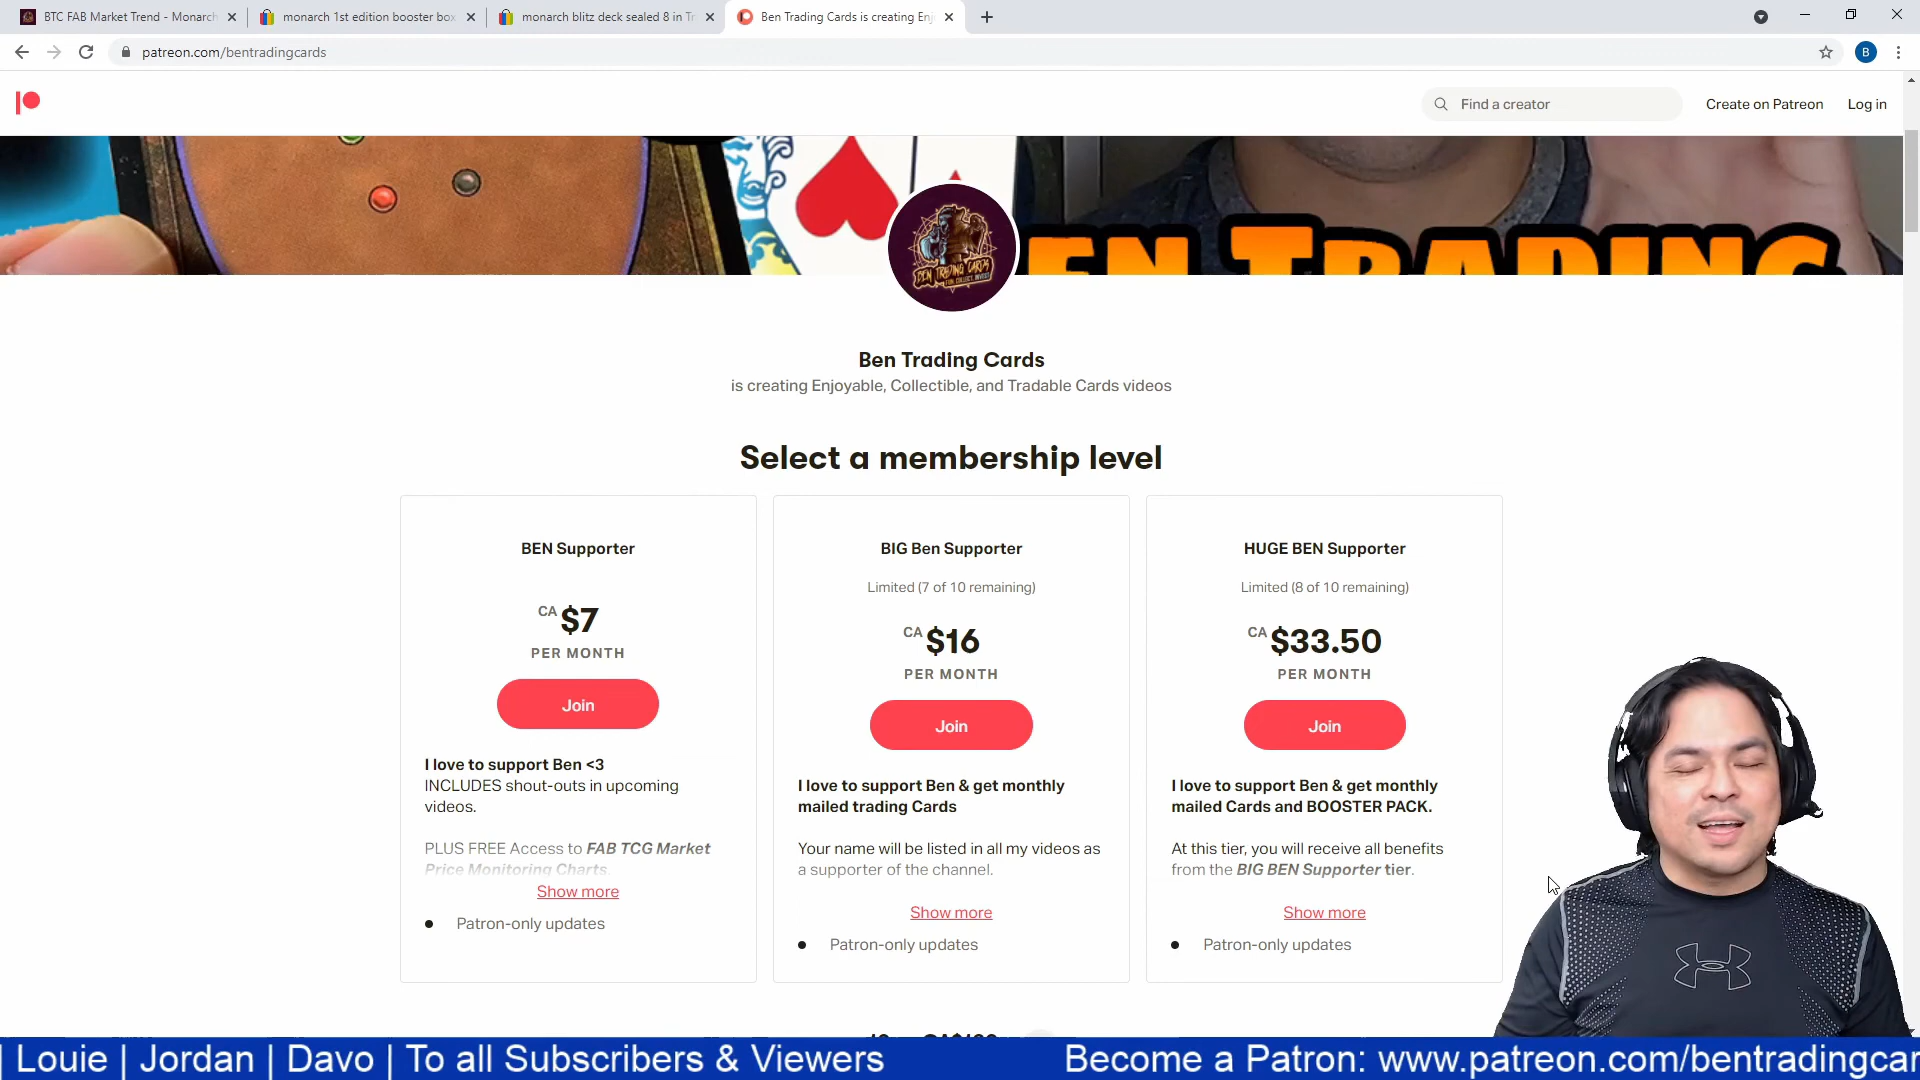 BTC FAB Market Trend - Monarch
monarch 1st edition booster box
monarch blitz deck sealed 8 in Tr
Ben Trading Cards is creating Enj
patreon.com/bentradingcards
B
Find a creator
Create on Patreon
Log in
BEN TRADING CARDS
EN TRADING
Ben Trading Cards
is creating Enjoyable, Collectible, and Tradable Cards videos
Select a membership level
BEN Supporter
CA $7
PER MONTH
Join
I love to support Ben <3
INCLUDES shout-outs in upcoming
videos.
PLUS FREE Access to FAB TCG Market
Price Monitoring Charts.
Show more
Patron-only updates
BIG Ben Supporter
Limited (7 of 10 remaining)
CA $16
PER MONTH
Join
I love to support Ben & get monthly
mailed trading Cards
Your name will be listed in all my videos as
a supporter of the channel.
Show more
Patron-only updates
HUGE BEN Supporter
Limited (8 of 10 remaining)
CA $33.50
PER MONTH
Join
I love to support Ben & get monthly
mailed Cards and BOOSTER PACK.
At this tier, you will receive all benefits
from the BIG BEN Supporter tier.
Show more
Patron-only updates
| Louie | Jordan | Davo | To all Subscribers & Viewers
Become a Patron: www.patreon.com/bentradingcar